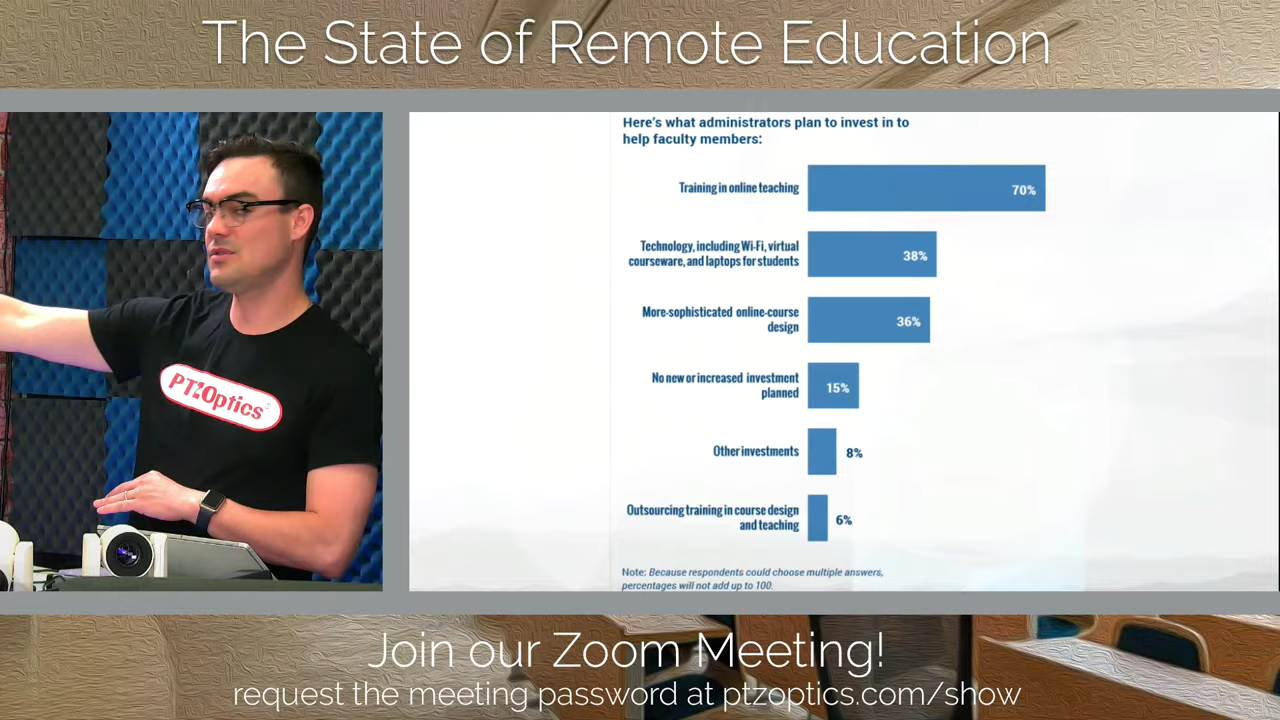 The State of Remote Education
PTZOptics
Here's what administrators plan to invest in to
help faculty members:
Training in online teaching
70%
Technology, including Wi-Fi, virtual
courseware, and laptops for students
38%
More-sophisticated online-course
design
36%
No new or increased investment
planned
15%
Other investments
8%
Outsourcing training in course design
and teaching
6%
Note: Because respondents could choose multiple answers,
percentages will not add up to 100.
Join our Zoom Meeting!
request the meeting password at ptzoptics.com/show